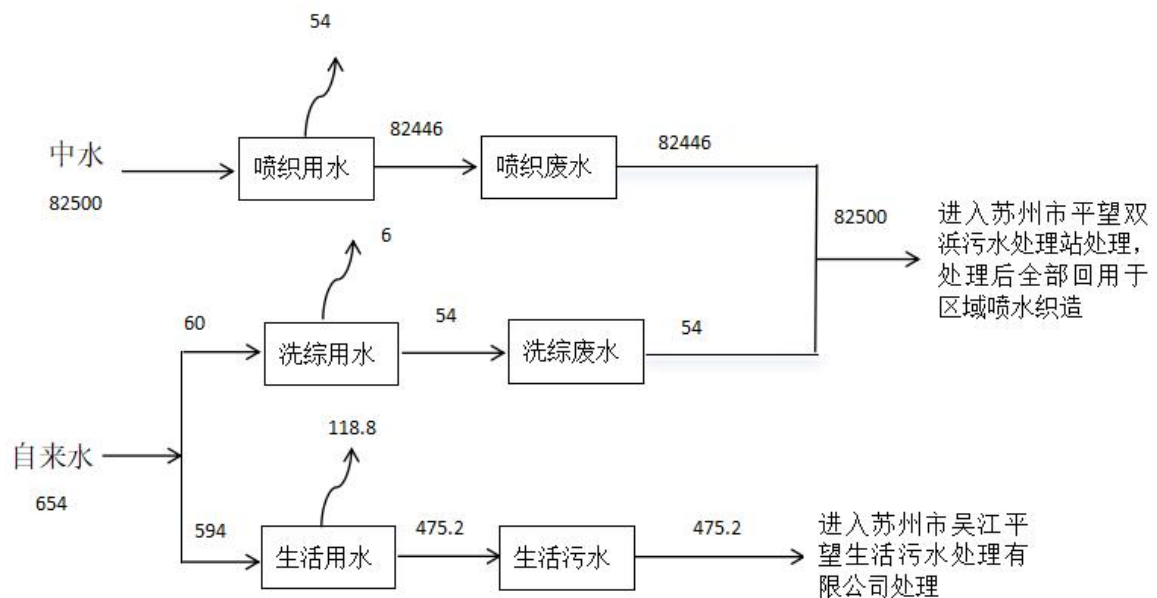 54
82446
82446
中水
喷织用水
喷织废水
82500
82500
进入苏州市平望双
浜污水处理站处理，
处理后全部回用于
区域喷水织造
6
60
54
54
洗综用水
洗综废水
118.8
自来水
654
594
475.2
475.2
生活用水
生活污水
进入苏州市吴江平
望生活污水处理有
限公司处理